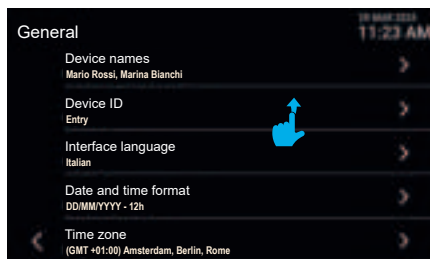 General
11:23 AM
Device names
Mario Rossi, Marina Bianchi
Device ID
Entry
Interface language
Italian
Date and time format
DD/MM/YYYY - 12h
Time zone
(GMT +01:00) Amsterdam, Berlin, Rome